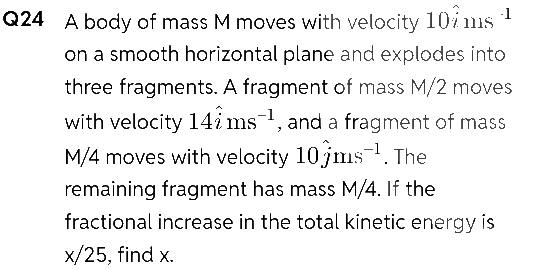 Q24 A body of mass M moves with velocity 10î ms⁻¹
on a smooth horizontal plane and explodes into
three fragments. A fragment of mass M/2 moves
with velocity 14î ms⁻¹, and a fragment of mass
M/4 moves with velocity 10ĵms⁻¹. The
remaining fragment has mass M/4. If the
fractional increase in the total kinetic energy is
x/25, find x.